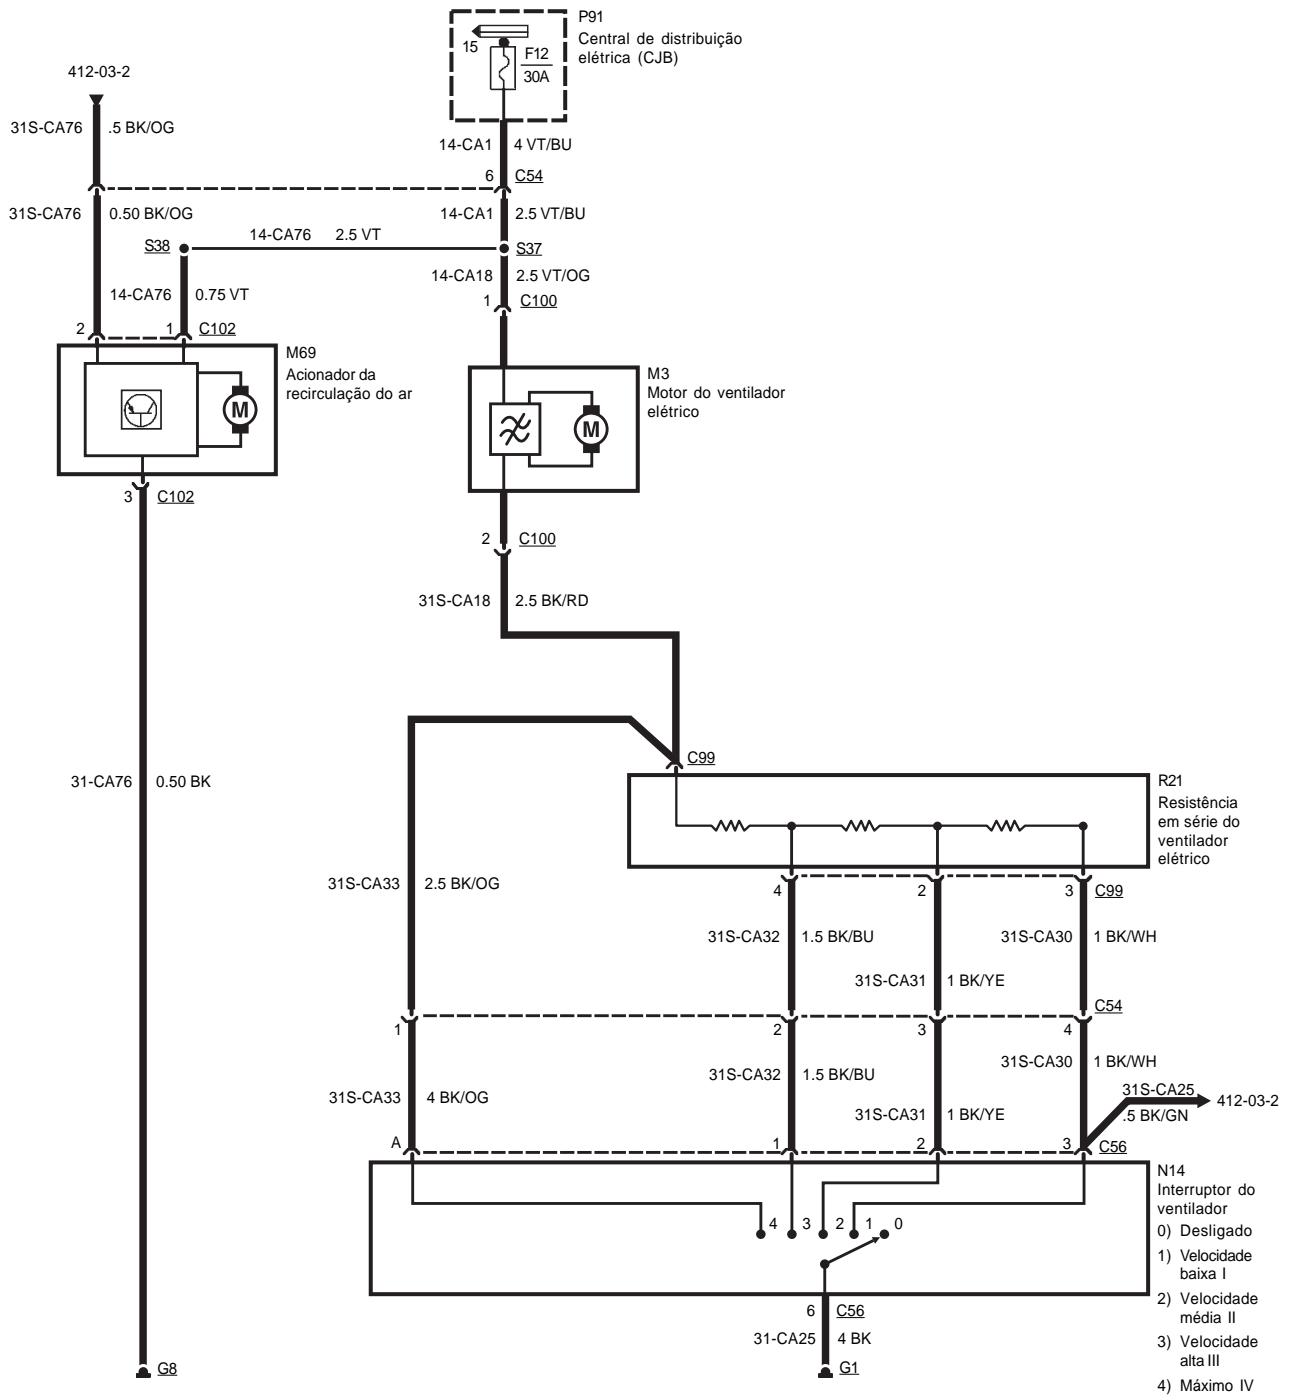 P91
Central de distribuição
elétrica (CJB)
15
F12
30A
412-03-2
31S-CA76 .5 BK/OG
14-CA1 4 VT/BU
6 C54
31S-CA76 0.50 BK/OG
14-CA1 2.5 VT/BU
S38
14-CA76 2.5 VT
S37
14-CA18 2.5 VT/OG
14-CA76 0.75 VT
1 C100
2 1 C102
M69
Acionador da
recirculação do ar
M
M3
Motor do ventilador
elétrico
M
3 C102
2 C100
31S-CA18 2.5 BK/RD
C99
31-CA76 0.50 BK
R21
Resistência
em série do
ventilador
elétrico
31S-CA33 2.5 BK/OG
4 2 3 C99
31S-CA32 1.5 BK/BU
31S-CA30 1 BK/WH
31S-CA31 1 BK/YE
C54
1 2 3 4
31S-CA30 1 BK/WH
31S-CA32 1.5 BK/BU
31S-CA33 4 BK/OG
31S-CA25
.5 BK/GN
412-03-2
31S-CA31 1 BK/YE
A 1 2 3 C56
N14
Interruptor do
ventilador
0) Desligado
1) Velocidade
baixa I
2) Velocidade
média II
3) Velocidade
alta III
4) Máximo IV
4 3 2 1 0
6 C56
31-CA25 4 BK
G8
G1